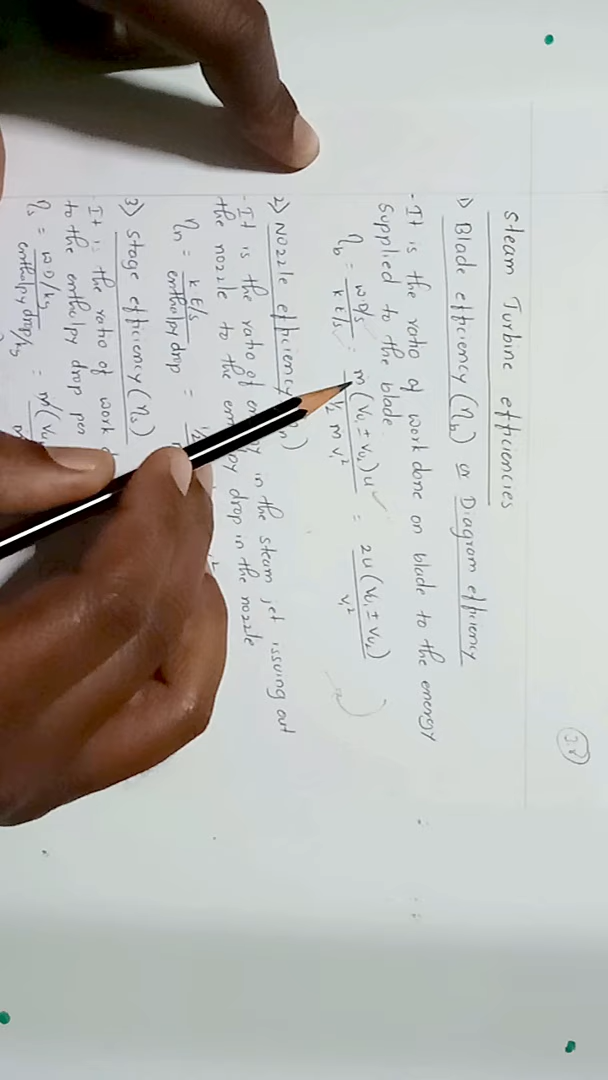 Steam Turbine efficiencies
1) Blade efficiency (ηb) or Diagram efficiency
- It is the ratio of work done on blade to the energy
supplied to the blade.
ηb = WD/s / KE/s = m (Vω1 ± Vω2) u / ½ m V1² = 2u (Vω1 ± Vω2) / V1²
2) Nozzle efficiency
- It is the ratio of in the steam jet issuing out
the nozzle to the drop in the nozzle
ηn = KE/s / enthalpy drop =
3) Stage efficiency (ηs)
- It is the ratio of work
to the enthalpy drop per
ηs = WD/kg / enthalpy drop/kg =